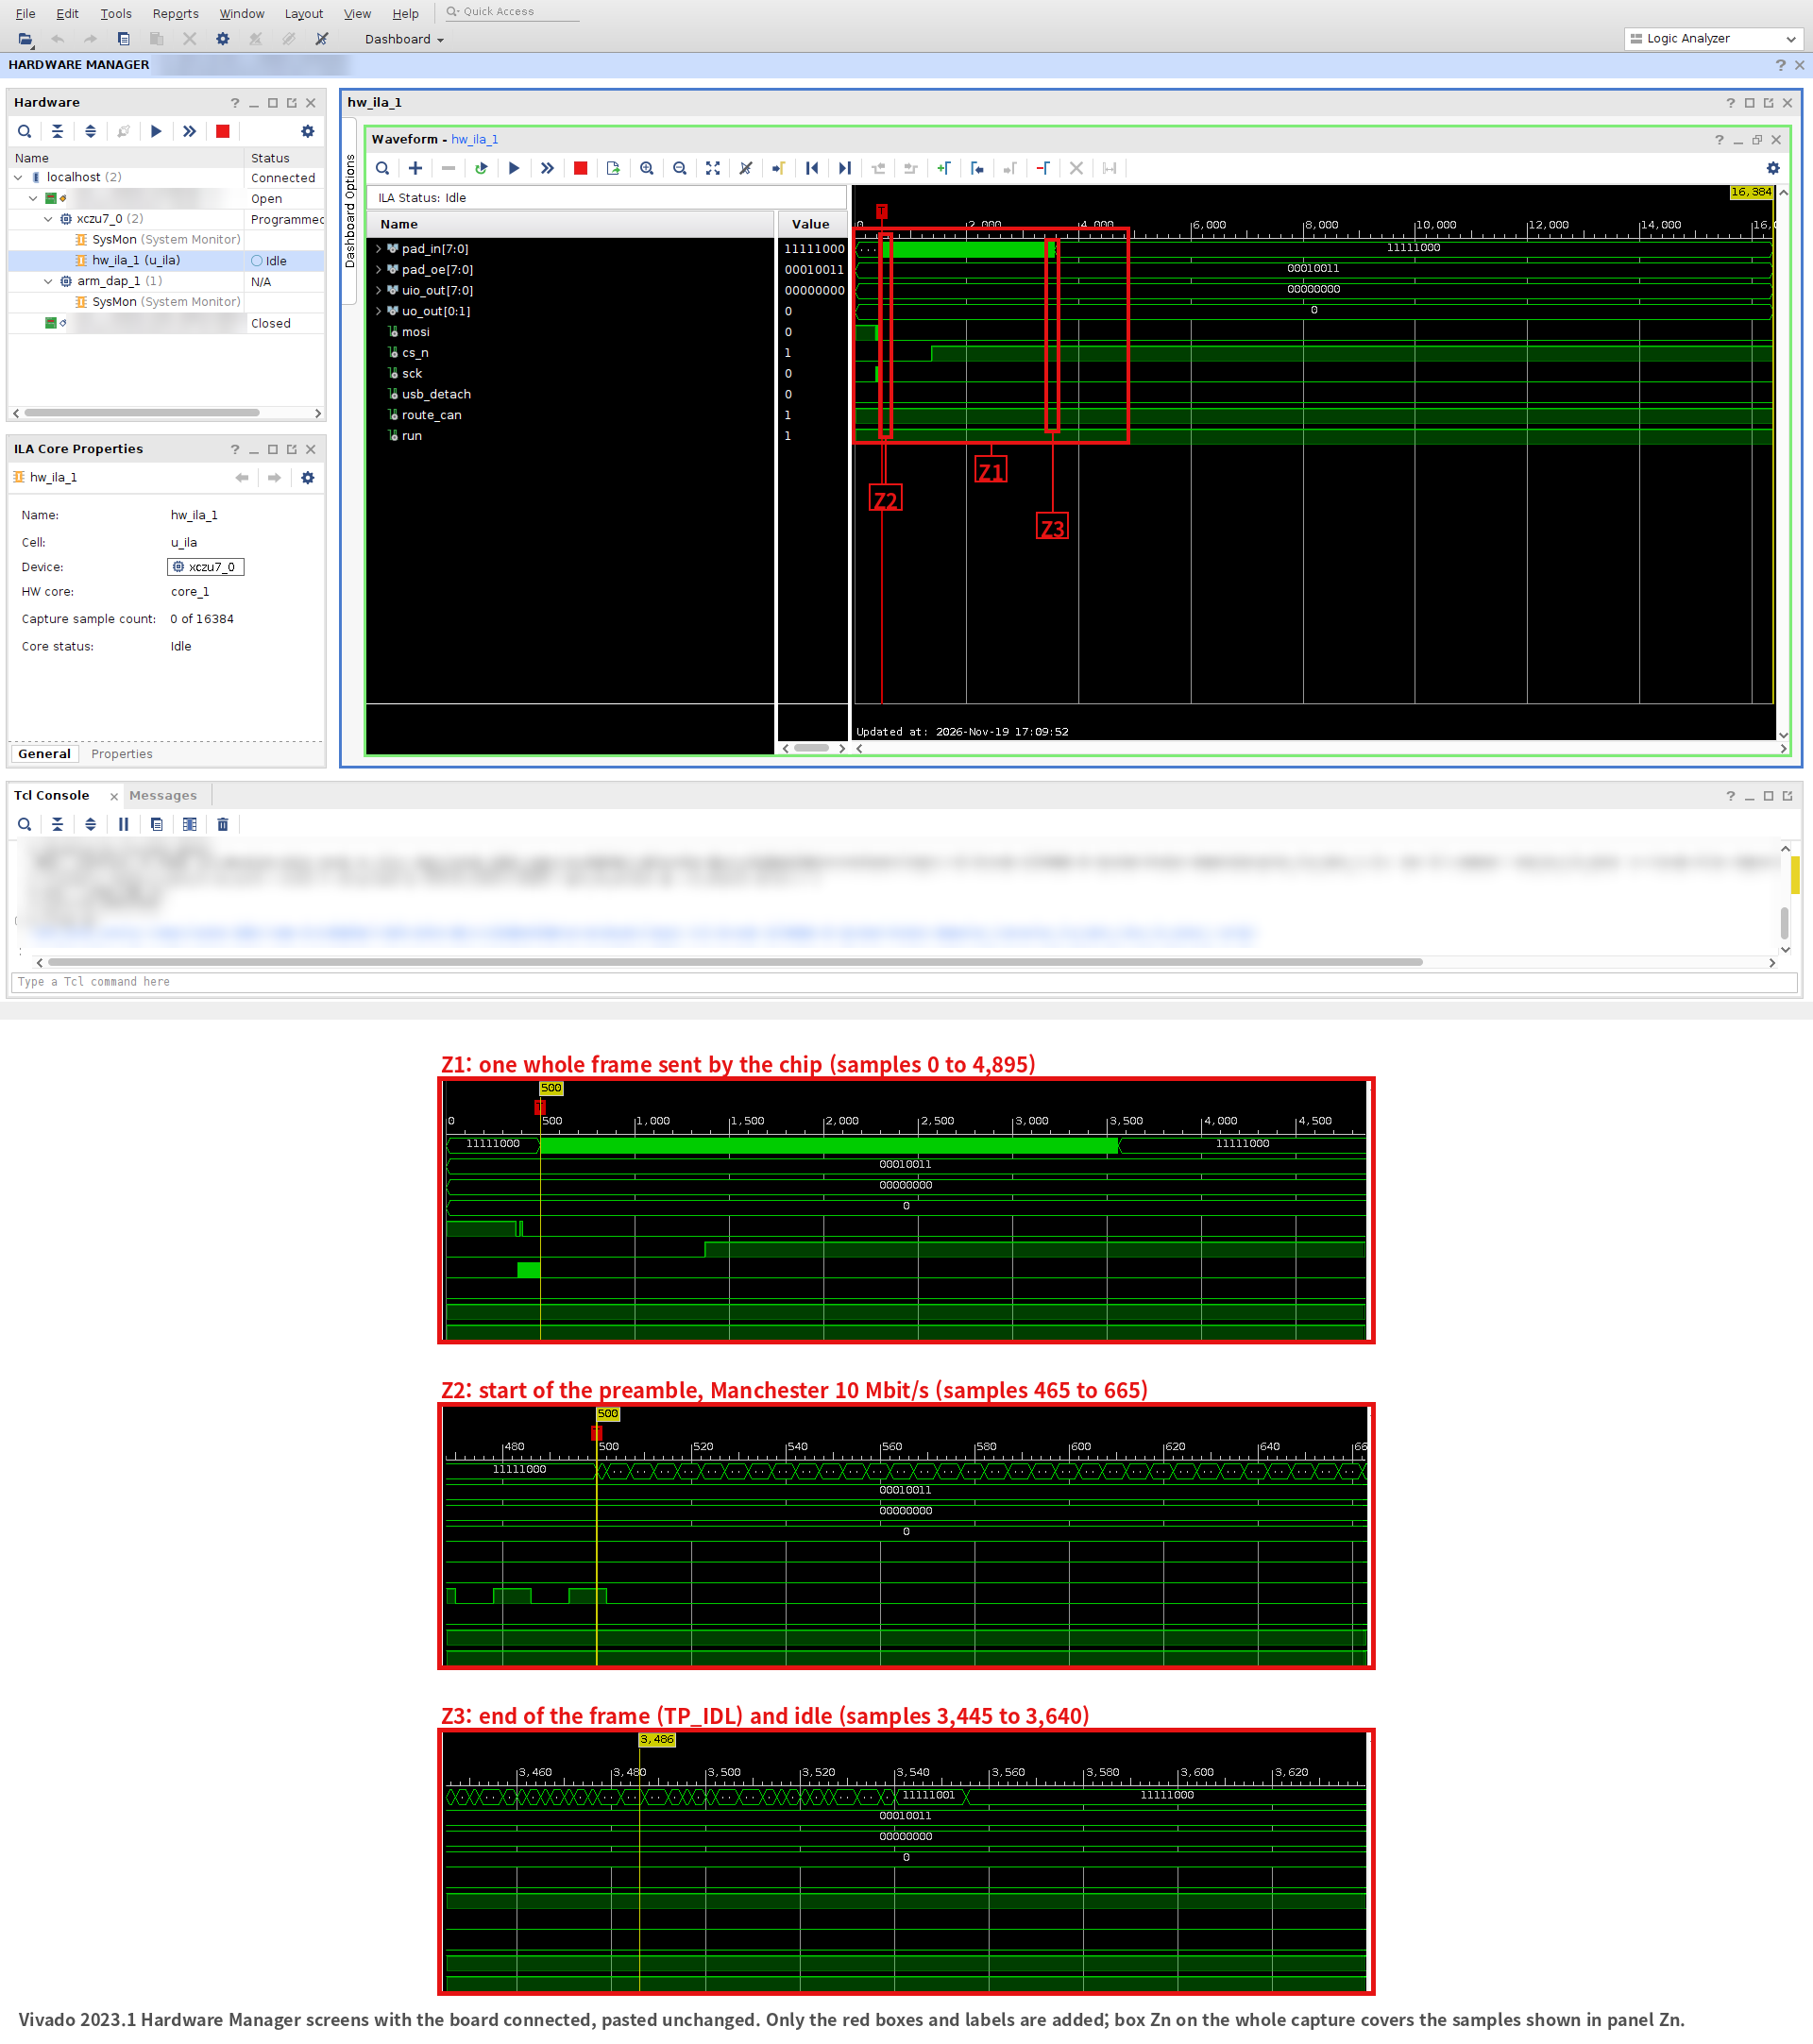 File Edit Tools Reports Window Layout View Help Quick Access
Dashboard Logic Analyzer
HARDWARE MANAGER
Hardware
Name Status
localhost (2) Connected
Open
xczu7_0 (2) Programmed
SysMon (System Monitor)
hw_ila_1 (u_ila) Idle
arm_dap_1 (1) N/A
SysMon (System Monitor)
Closed
ILA Core Properties
hw_ila_1
Name: hw_ila_1
Cell: u_ila
Device: xczu7_0
HW core: core_1
Capture sample count: 0 of 16384
Core status: Idle
General Properties
hw_ila_1
Dashboard Options
Waveform - hw_ila_1
ILA Status: Idle
16,384
Name Value
0 2,000 4,000 6,000 8,000 10,000 12,000 14,000 16,
pad_in[7:0] 11111000 ... 11111000
pad_oe[7:0] 00010011 00010011
uio_out[7:0] 00000000 00000000
uo_out[0:1] 0 0
mosi 0
cs_n 1
sck 0
usb_detach 0
route_can 1
run 1
Z1
Z2
Z3
Updated at: 2026-Nov-19 17:09:52
Tcl Console Messages
Type a Tcl command here
Z1: one whole frame sent by the chip (samples 0 to 4,895)
500
0 500 1,000 1,500 2,000 2,500 3,000 3,500 4,000 4,500
11111000 11111000
00010011
00000000
0
Z2: start of the preamble, Manchester 10 Mbit/s (samples 465 to 665)
500
480 500 520 540 560 580 600 620 640 66
11111000
00010011
00000000
0
Z3: end of the frame (TP_IDL) and idle (samples 3,445 to 3,640)
3,486
3,460 3,480 3,500 3,520 3,540 3,560 3,580 3,600 3,620
11111001 11111000
00010011
00000000
0
Vivado 2023.1 Hardware Manager screens with the board connected, pasted unchanged. Only the red boxes and labels are added; box Zn on the whole capture covers the samples shown in panel Zn.